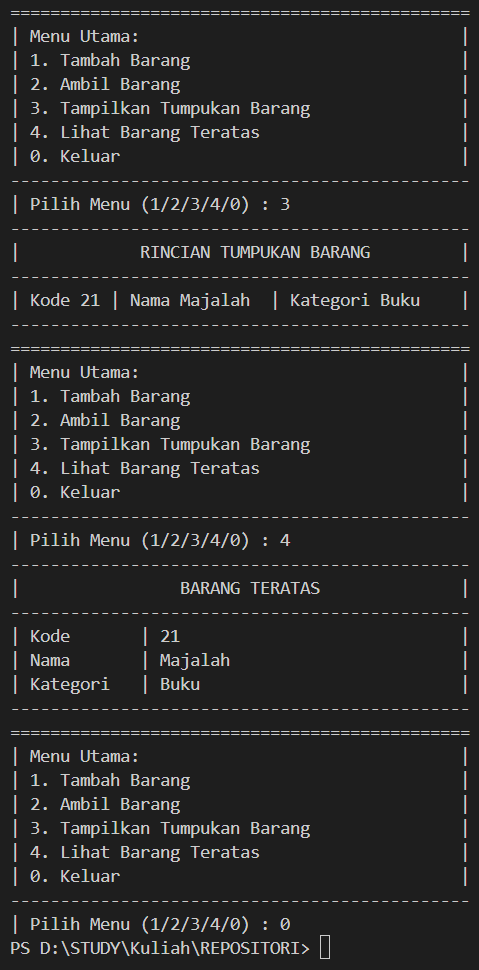 ==============================================
| Menu Utama:                                |
| 1. Tambah Barang                           |
| 2. Ambil Barang                            |
| 3. Tampilkan Tumpukan Barang               |
| 4. Lihat Barang Teratas                    |
| 0. Keluar                                  |
----------------------------------------------
| Pilih Menu (1/2/3/4/0) : 3
----------------------------------------------
|            RINCIAN TUMPUKAN BARANG         |
----------------------------------------------
| Kode 21 | Nama Majalah  | Kategori Buku    |
----------------------------------------------
==============================================
| Menu Utama:                                |
| 1. Tambah Barang                           |
| 2. Ambil Barang                            |
| 3. Tampilkan Tumpukan Barang               |
| 4. Lihat Barang Teratas                    |
| 0. Keluar                                  |
----------------------------------------------
| Pilih Menu (1/2/3/4/0) : 4
----------------------------------------------
|                BARANG TERATAS              |
----------------------------------------------
| Kode       | 21                            |
| Nama       | Majalah                       |
| Kategori   | Buku                          |
----------------------------------------------
==============================================
| Menu Utama:                                |
| 1. Tambah Barang                           |
| 2. Ambil Barang                            |
| 3. Tampilkan Tumpukan Barang               |
| 4. Lihat Barang Teratas                    |
| 0. Keluar                                  |
----------------------------------------------
| Pilih Menu (1/2/3/4/0) : 0
PS D:\STUDY\Kuliah\REPOSITORI>